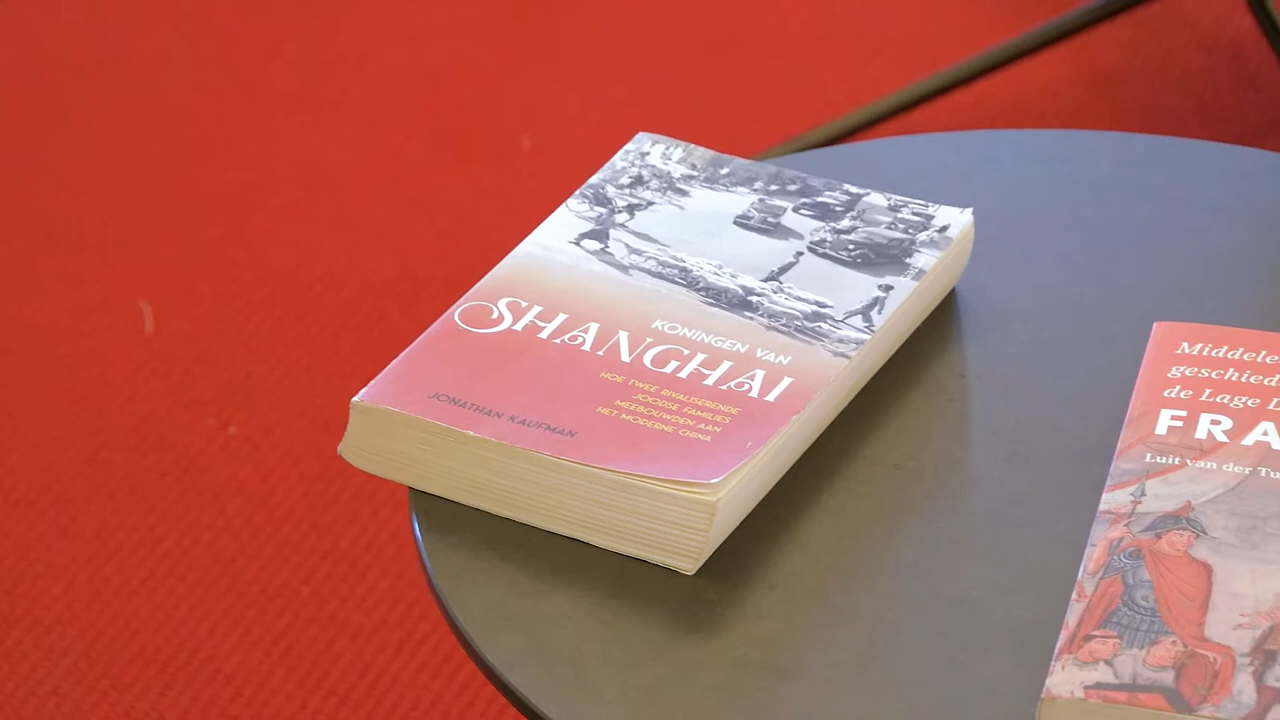 KONINGEN VAN
SHANGHAI
HOE TWEE RIVALISERENDE
JOODSE FAMILIES
MEEBOUWDEN AAN
HET MODERNE CHINA
JONATHAN KAUFMAN
Middele
geschied
de Lage
FRA
Luit van der Tu